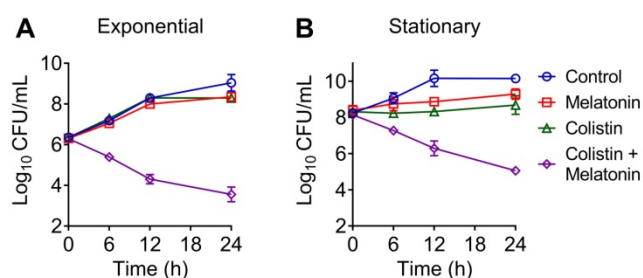 A Exponential
Log₁₀ CFU/mL
10
8
6
4
2
0 6 12 18 24
Time (h)
B Stationary
Log₁₀ CFU/mL
10
8
6
4
2
0 6 12 18 24
Time (h)
Control
Melatonin
Colistin
Colistin +
Melatonin